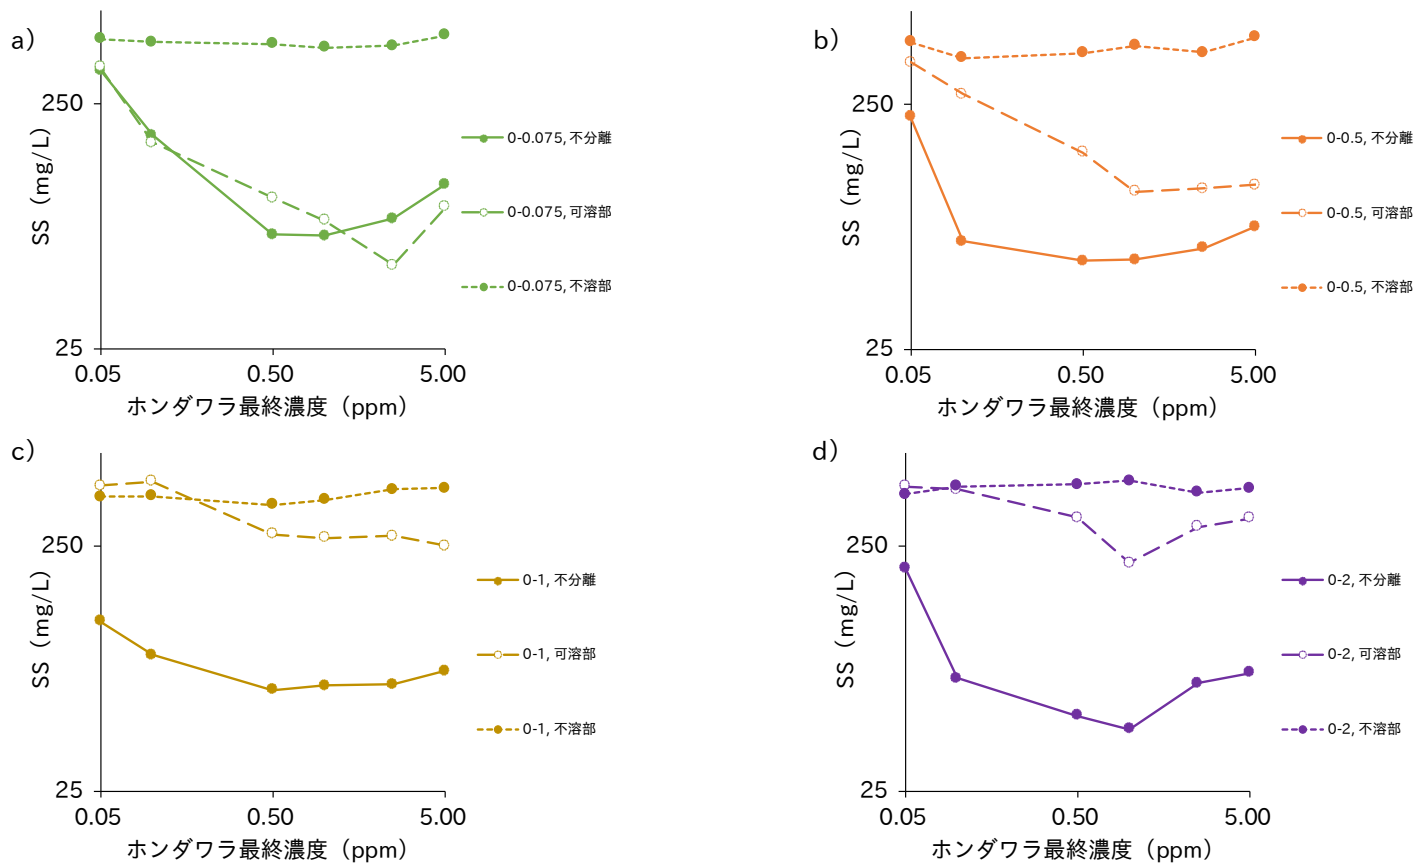 a)
250
25
SS（mg/L）
0.05 0.50 5.00
ホンダワラ最終濃度（ppm）
0-0.075, 不分離
0-0.075, 可溶部
0-0.075, 不溶部
b)
250
25
SS（mg/L）
0.05 0.50 5.00
ホンダワラ最終濃度（ppm）
0-0.5, 不分離
0-0.5, 可溶部
0-0.5, 不溶部
c)
250
25
SS（mg/L）
0.05 0.50 5.00
ホンダワラ最終濃度（ppm）
0-1, 不分離
0-1, 可溶部
0-1, 不溶部
d)
250
25
SS（mg/L）
0.05 0.50 5.00
ホンダワラ最終濃度（ppm）
0-2, 不分離
0-2, 可溶部
0-2, 不溶部